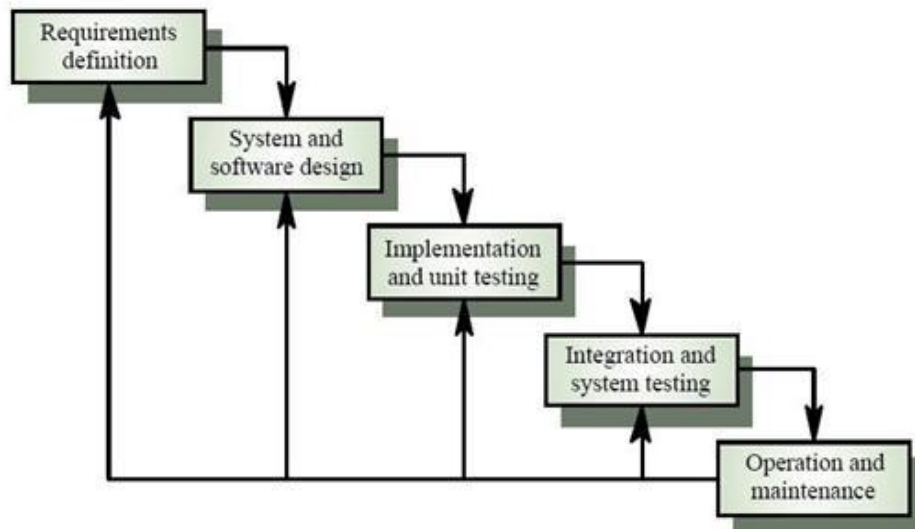 Requirements
definition
System and
software design
Implementation
and unit testing
Integration and
system testing
Operation and
maintenance